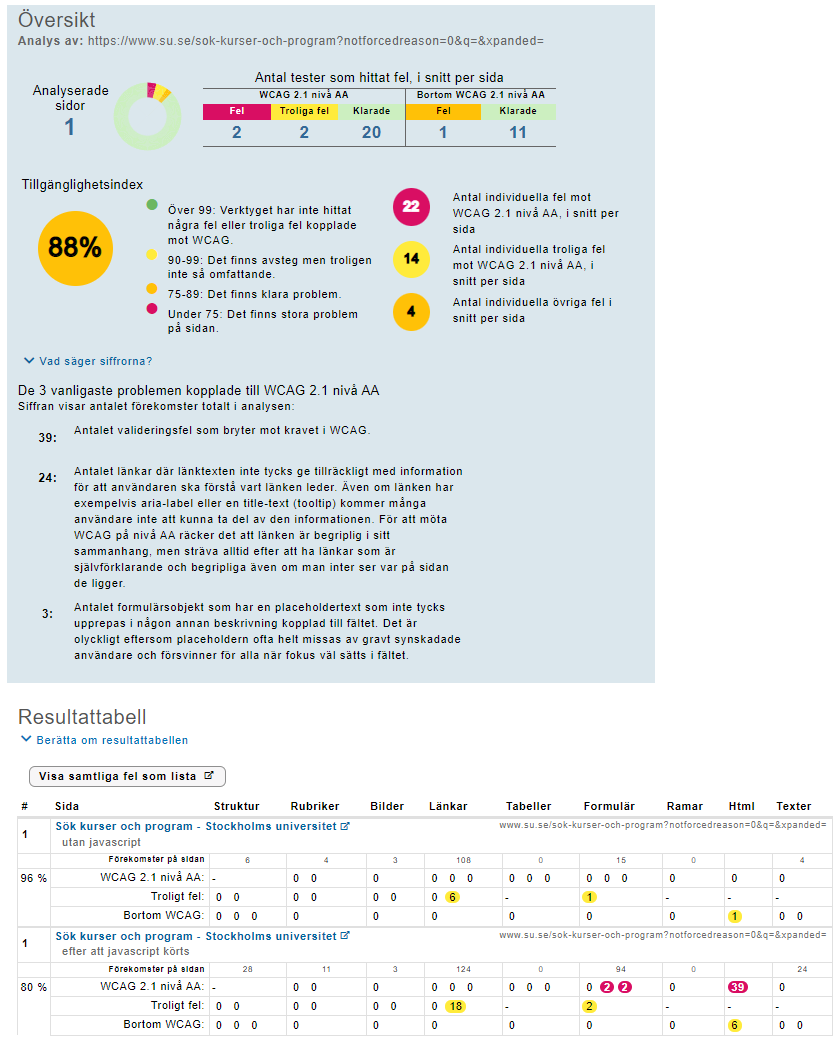 Översikt
Analys av: https://www.su.se/sok-kurser-och-program?notforcedreason=0&q=&xpanded=
Analyserade
sidor
1
Antal tester som hittat fel, i snitt per sida
WCAG 2.1 nivå AA Bortom WCAG 2.1 nivå AA
Fel Troliga fel Klarade Fel Klarade
2 2 20 1 11
Tillgänglighetsindex
88%
Över 99: Verktyget har inte hittat
några fel eller troliga fel kopplade
mot WCAG.
90-99: Det finns avsteg men troligen
inte så omfattande.
75-89: Det finns klara problem.
Under 75: Det finns stora problem
på sidan.
22
Antal individuella fel mot
WCAG 2.1 nivå AA, i snitt per
sida
14
Antal individuella troliga fel
mot WCAG 2.1 nivå AA, i
snitt per sida
4
Antal individuella övriga fel i
snitt per sida
Vad säger siffrorna?
De 3 vanligaste problemen kopplade till WCAG 2.1 nivå AA
Siffran visar antalet förekomster totalt i analysen:
39: Antalet valideringsfel som bryter mot kravet i WCAG.
24: Antalet länkar där länktexten inte tycks ge tillräckligt med information
för att användaren ska förstå vart länken leder. Även om länken har
exempelvis aria-label eller en title-text (tooltip) kommer många
användare inte att kunna ta del av den informationen. För att möta
WCAG på nivå AA räcker det att länken är begriplig i sitt
sammanhang, men sträva alltid efter att ha länkar som är
självförklarande och begripliga även om man inter ser var på sidan
de ligger.
3: Antalet formulärsobjekt som har en placeholdertext som inte tycks
upprepas i någon annan beskrivning kopplad till fältet. Det är
olyckligt eftersom placeholdern ofta helt missas av gravt synskadade
användare och försvinner för alla när fokus väl sätts i fältet.
Resultattabell
Berätta om resultattabellen
Visa samtliga fel som lista
# Sida Struktur Rubriker Bilder Länkar Tabeller Formulär Ramar Html Texter
1 Sök kurser och program - Stockholms universitet www.su.se/sok-kurser-och-program?notforcedreason=0&q=&xpanded=
utan javascript
Förekomster på sidan 6 4 3 108 0 15 0 4
96 % WCAG 2.1 nivå AA: - 0 0 0 0 0 0 0 0 0 0 0 0 0 0 0
Troligt fel: 0 0 0 0 0 0 0 6 - 1 - - -
Bortom WCAG: 0 0 0 0 0 0 0 0 0 1 0 0
1 Sök kurser och program - Stockholms universitet www.su.se/sok-kurser-och-program?notforcedreason=0&q=&xpanded=
efter att javascript körts
Förekomster på sidan 28 11 3 124 0 94 0 24
80 % WCAG 2.1 nivå AA: - 0 0 0 0 0 0 0 0 0 0 2 2 0 39 0
Troligt fel: 0 0 0 0 0 0 0 18 - 2 - - -
Bortom WCAG: 0 0 0 0 0 0 0 0 0 6 0 0